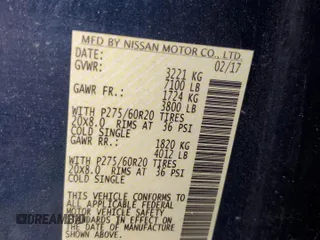 MFD BY NISSAN MOTOR CO., LTD.
DATE: 02/17
GVWR: 3221 KG
7100 LB
GAWR FR.: 1724 KG
3800 LB
WITH P275/60R20 TIRES
20X8.0 RIMS AT 36 PSI
COLD SINGLE
GAWR RR.: 1820 KG
4012 LB
WITH P275/60R20 TIRES
20X8.0 RIMS AT 36 PSI
COLD SINGLE
THIS VEHICLE CONFORMS TO
ALL APPLICABLE FEDERAL
MOTOR VEHICLE SAFETY
STANDARDS IN EFFECT ON
THE DATE OF MANUFACTURE
SHOWN ABOVE.
DREAMBID